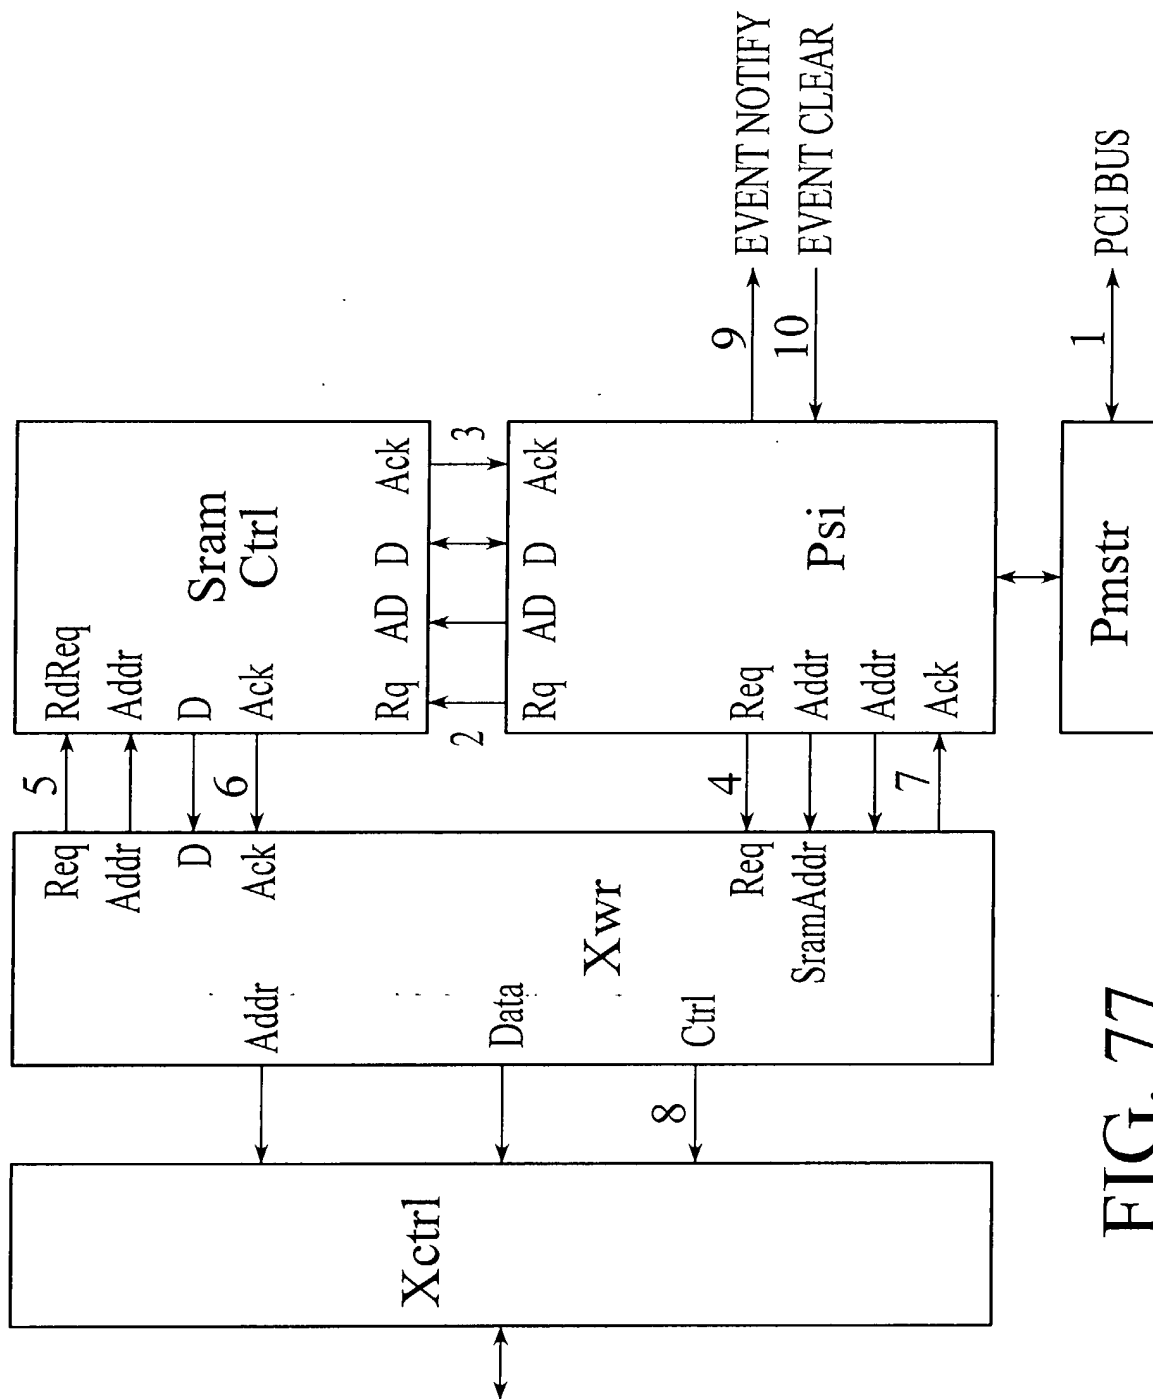 5
Req RdReq
Addr Addr
D D
Sram
Ctrl
6
Addr
Ack Ack
Rq AD D Ack
Xctrl
2 3
Data
Rq AD D Ack
Xwr
8
Ctrl
4
9
Req Req
EVENT NOTIFY
10
SramAddr Addr
EVENT CLEAR
Psi
Addr
7
Ack
1
Pmstr
PCI BUS
FIG. 77